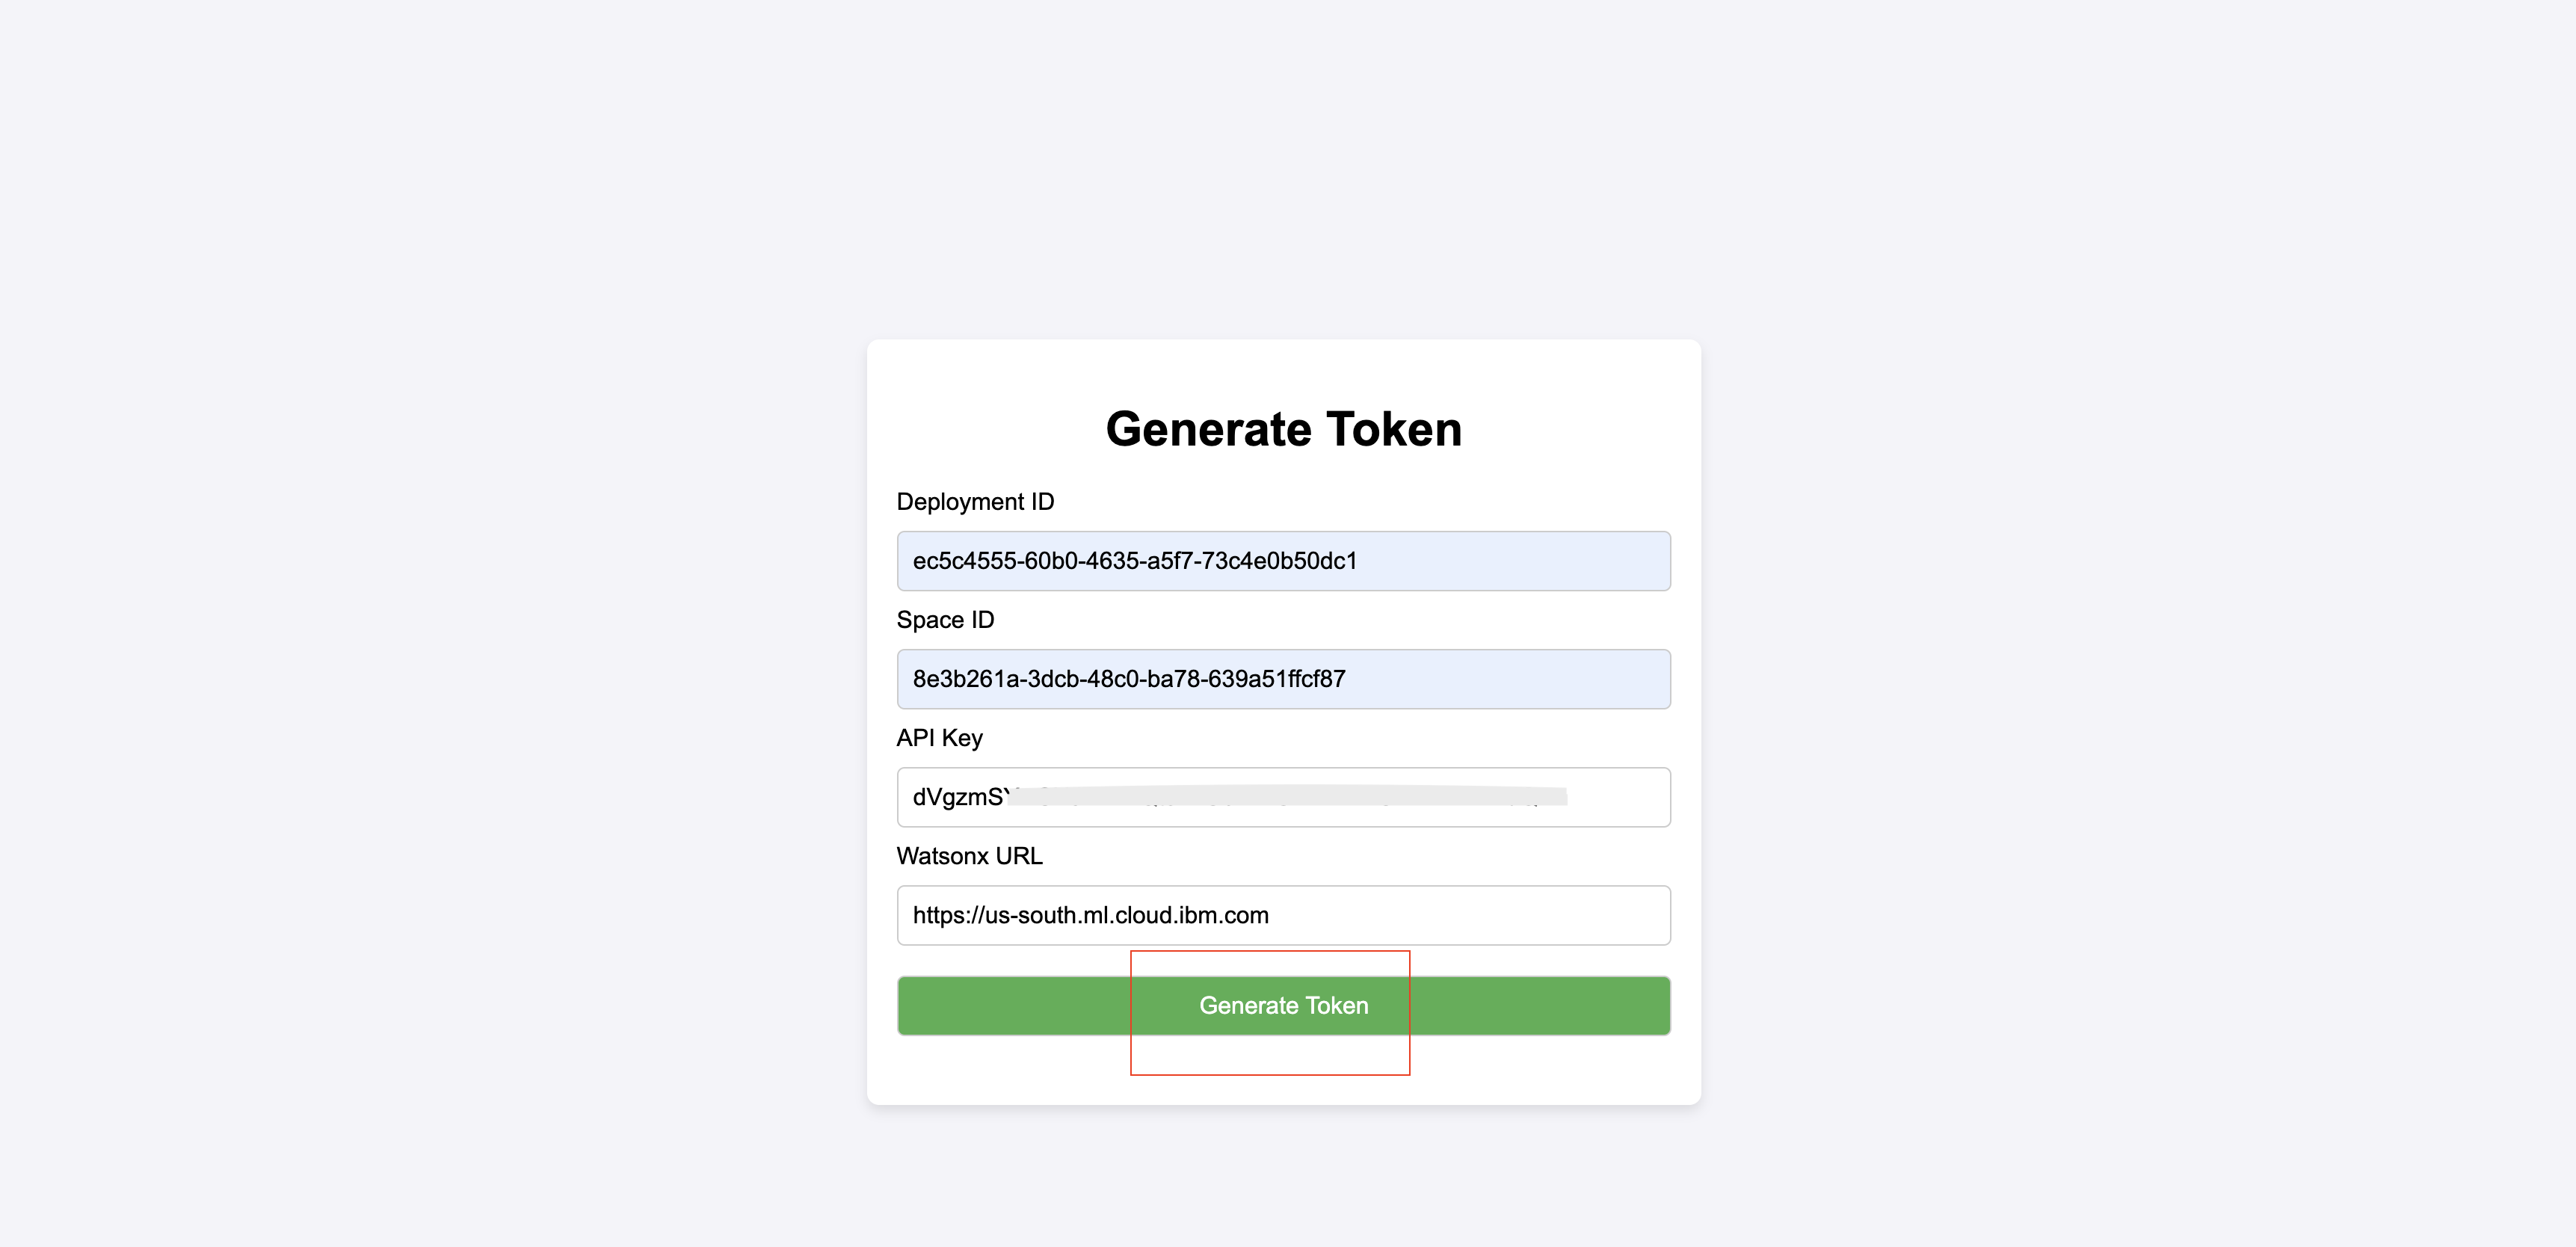 Generate Token
Deployment ID
ec5c4555-60b0-4635-a5f7-73c4e0b50dc1
Space ID
8e3b261a-3dcb-48c0-ba78-639a51ffcf87
API Key
dVgzmS
Watsonx URL
https://us-south.ml.cloud.ibm.com
Generate Token